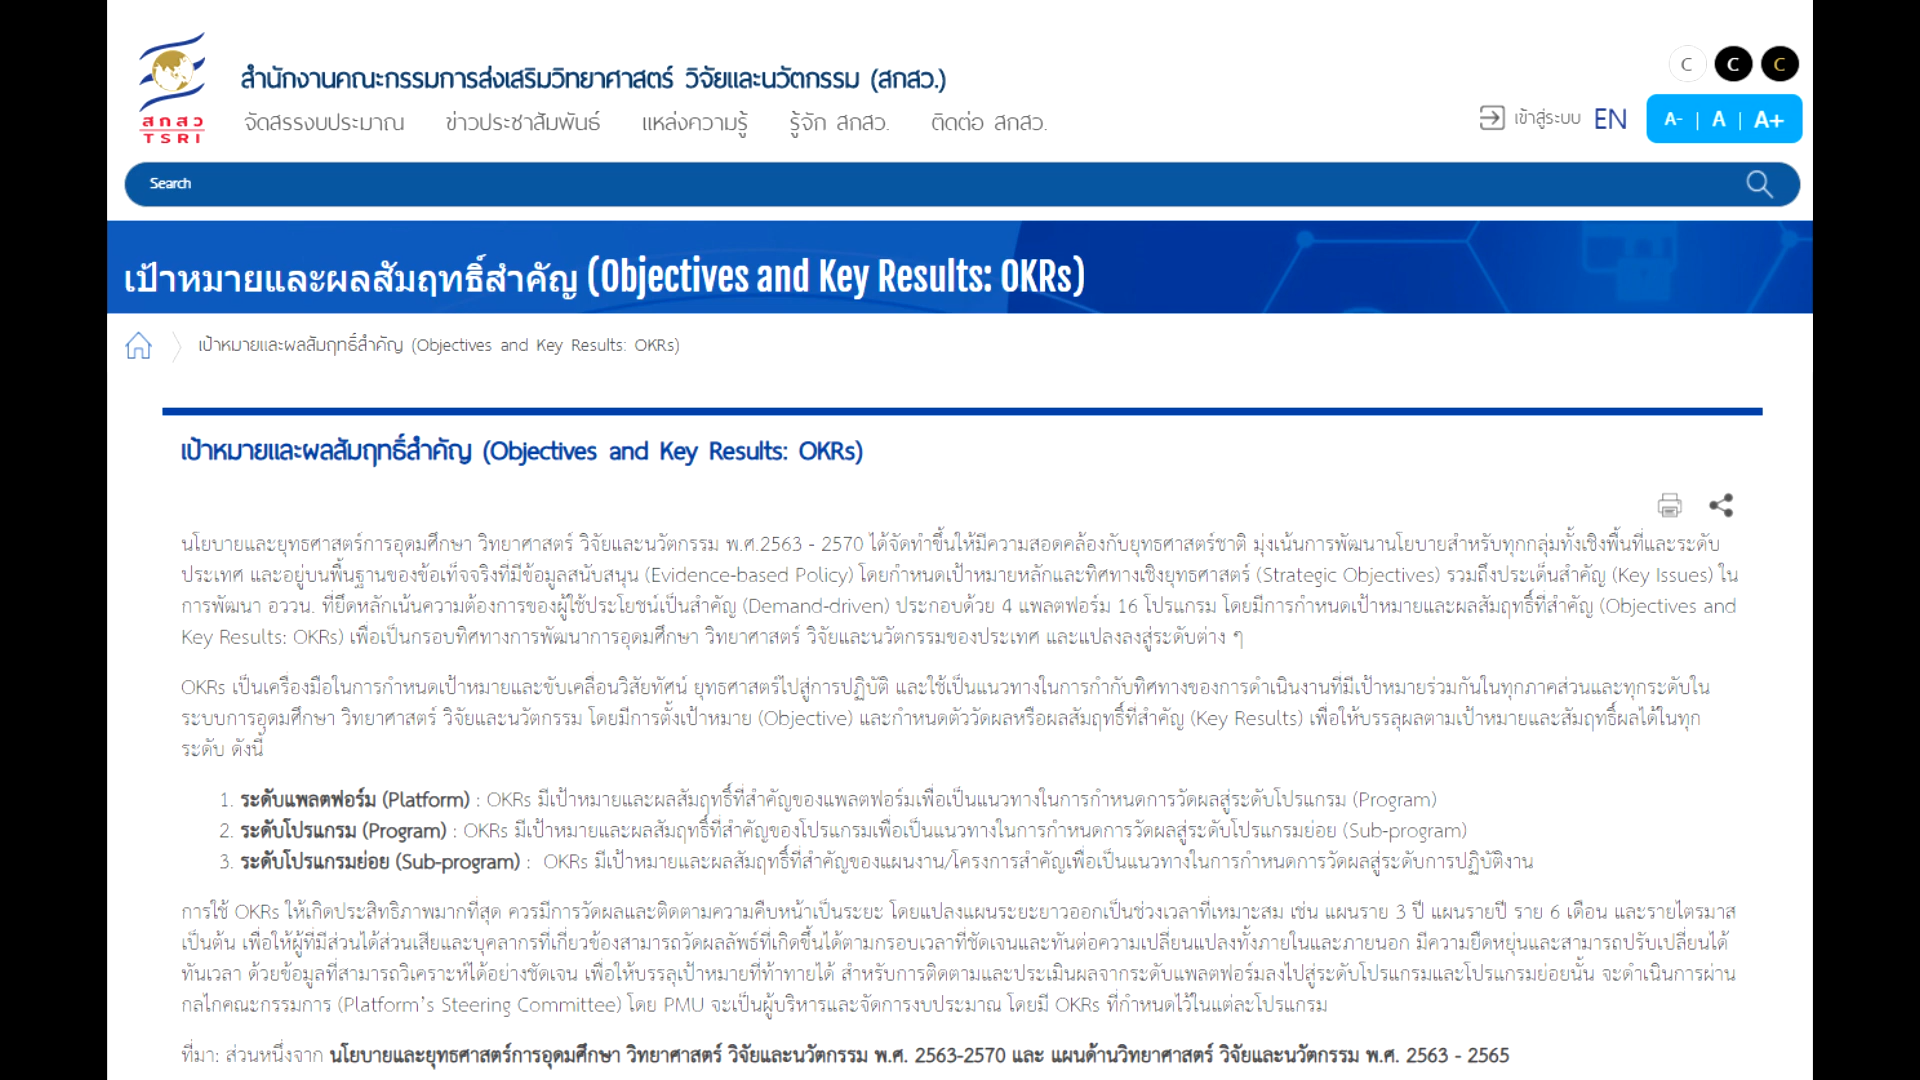 สกสว
TSRI
สำนักงานคณะกรรมการส่งเสริมวิทยาศาสตร์ วิจัยและนวัตกรรม (สกสว.)
จัดสรรงบประมาณ ข่าวประชาสัมพันธ์ แหล่งความรู้ รู้จัก สกสว. ติดต่อ สกสว.
C C C
เข้าสู่ระบบ EN A- | A | A+
Search
เป้าหมายและผลสัมฤทธิ์สำคัญ (Objectives and Key Results: OKRs)
เป้าหมายและผลสัมฤทธิ์สำคัญ (Objectives and Key Results: OKRs)
เป้าหมายและผลสัมฤทธิ์สำคัญ (Objectives and Key Results: OKRs)
นโยบายและยุทธศาสตร์การอุดมศึกษา วิทยาศาสตร์ วิจัยและนวัตกรรม พ.ศ.2563 - 2570 ได้จัดทำขึ้นให้มีความสอดคล้องกับยุทธศาสตร์ชาติ มุ่งเน้นการพัฒนานโยบายสำหรับทุกกลุ่มทั้งเชิงพื้นที่และระดับ
ประเทศ และอยู่บนพื้นฐานของข้อเท็จจริงที่มีข้อมูลสนับสนุน (Evidence-based Policy) โดยกำหนดเป้าหมายหลักและทิศทางเชิงยุทธศาสตร์ (Strategic Objectives) รวมถึงประเด็นสำคัญ (Key Issues) ใน
การพัฒนา อววน. ที่ยึดหลักเน้นความต้องการของผู้ใช้ประโยชน์เป็นสำคัญ (Demand-driven) ประกอบด้วย 4 แพลตฟอร์ม 16 โปรแกรม โดยมีการกำหนดเป้าหมายและผลสัมฤทธิ์ที่สำคัญ (Objectives and
Key Results: OKRs) เพื่อเป็นกรอบทิศทางการพัฒนาการอุดมศึกษา วิทยาศาสตร์ วิจัยและนวัตกรรมของประเทศ และแปลงลงสู่ระดับต่าง ๆ
OKRs เป็นเครื่องมือในการกำหนดเป้าหมายและขับเคลื่อนวิสัยทัศน์ ยุทธศาสตร์ไปสู่การปฏิบัติ และใช้เป็นแนวทางในการกำกับทิศทางของการดำเนินงานที่มีเป้าหมายร่วมกันในทุกภาคส่วนและทุกระดับใน
ระบบการอุดมศึกษา วิทยาศาสตร์ วิจัยและนวัตกรรม โดยมีการตั้งเป้าหมาย (Objective) และกำหนดตัววัดผลหรือผลสัมฤทธิ์ที่สำคัญ (Key Results) เพื่อให้บรรลุผลตามเป้าหมายและสัมฤทธิ์ผลได้ในทุก
ระดับ ดังนี้
1. ระดับแพลตฟอร์ม (Platform) : OKRs มีเป้าหมายและผลสัมฤทธิ์ที่สำคัญของแพลตฟอร์มเพื่อเป็นแนวทางในการกำหนดการวัดผลสู่ระดับโปรแกรม (Program)
2. ระดับโปรแกรม (Program) : OKRs มีเป้าหมายและผลสัมฤทธิ์ที่สำคัญของโปรแกรมเพื่อเป็นแนวทางในการกำหนดการวัดผลสู่ระดับโปรแกรมย่อย (Sub-program)
3. ระดับโปรแกรมย่อย (Sub-program) : OKRs มีเป้าหมายและผลสัมฤทธิ์ที่สำคัญของแผนงาน/โครงการสำคัญเพื่อเป็นแนวทางในการกำหนดการวัดผลสู่ระดับการปฏิบัติงาน
การใช้ OKRs ให้เกิดประสิทธิภาพมากที่สุด ควรมีการวัดผลและติดตามความคืบหน้าเป็นระยะ โดยแปลงแผนระยะยาวออกเป็นช่วงเวลาที่เหมาะสม เช่น แผนราย 3 ปี แผนรายปี ราย 6 เดือน และรายไตรมาส
เป็นต้น เพื่อให้ผู้ที่มีส่วนได้ส่วนเสียและบุคลากรที่เกี่ยวข้องสามารถวัดผลลัพธ์ที่เกิดขึ้นได้ตามกรอบเวลาที่ชัดเจนและทันต่อความเปลี่ยนแปลงทั้งภายในและภายนอก มีความยืดหยุ่นและสามารถปรับเปลี่ยนได้
ทันเวลา ด้วยข้อมูลที่สามารถวิเคราะห์ได้อย่างชัดเจน เพื่อให้บรรลุเป้าหมายที่ท้าทายได้ สำหรับการติดตามและประเมินผลจากระดับแพลตฟอร์มลงไปสู่ระดับโปรแกรมและโปรแกรมย่อยนั้น จะดำเนินการผ่าน
กลไกคณะกรรมการ (Platform’s Steering Committee) โดย PMU จะเป็นผู้บริหารและจัดการงบประมาณ โดยมี OKRs ที่กำหนดไว้ในแต่ละโปรแกรม
ที่มา: ส่วนหนึ่งจาก นโยบายและยุทธศาสตร์การอุดมศึกษา วิทยาศาสตร์ วิจัยและนวัตกรรม พ.ศ. 2563-2570 และ แผนด้านวิทยาศาสตร์ วิจัยและนวัตกรรม พ.ศ. 2563 - 2565